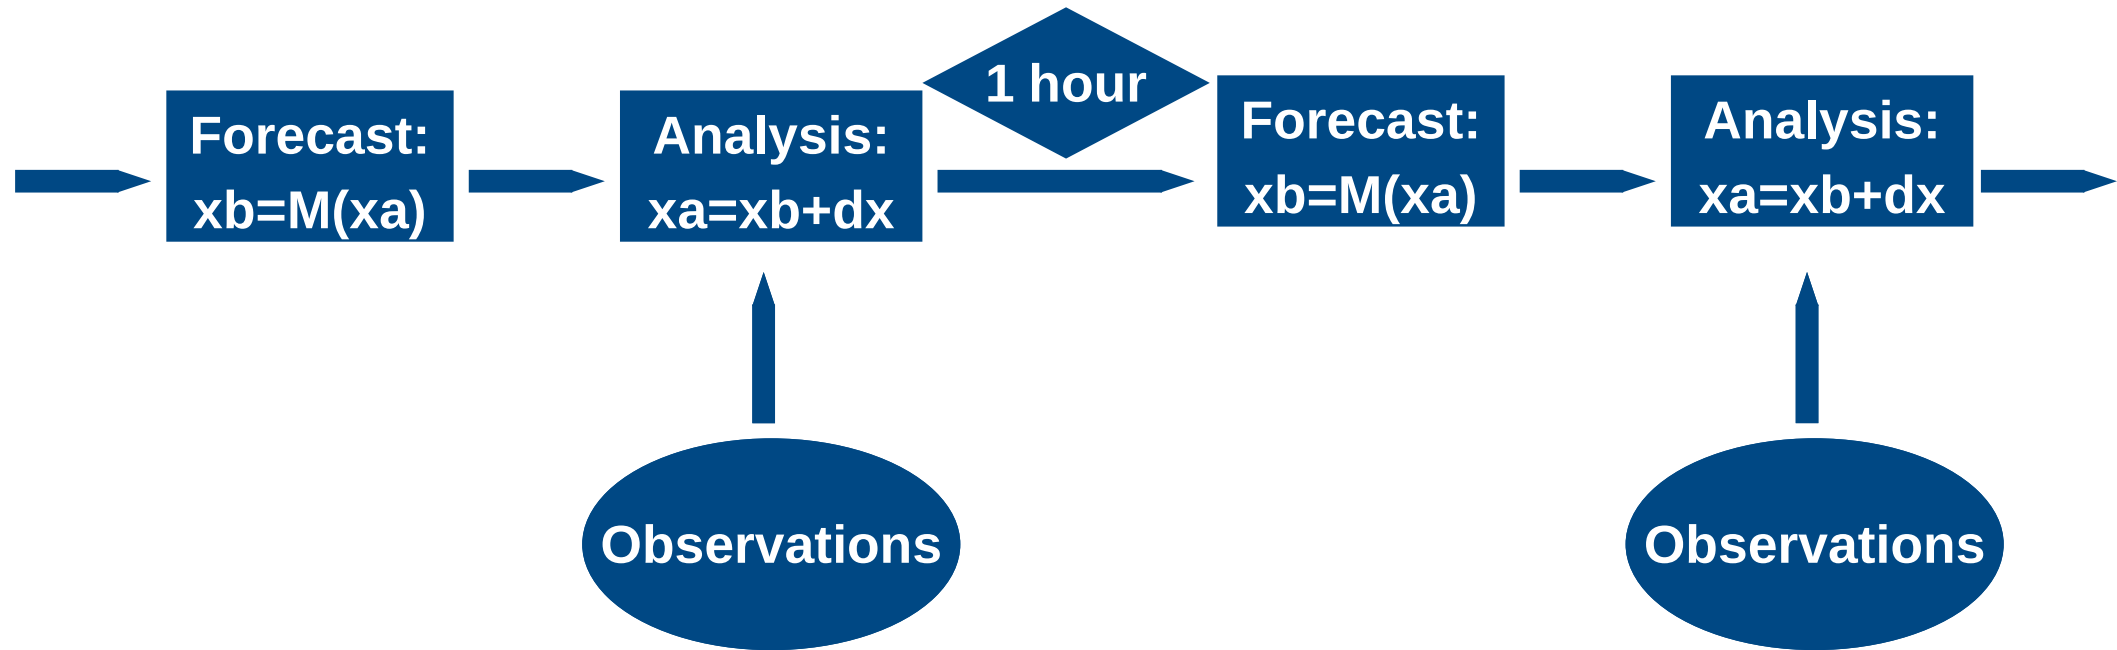 Forecast:
xb=M(xa)
Analysis:
xa=xb+dx
1 hour
Forecast:
xb=M(xa)
Analysis:
xa=xb+dx
Observations
Observations